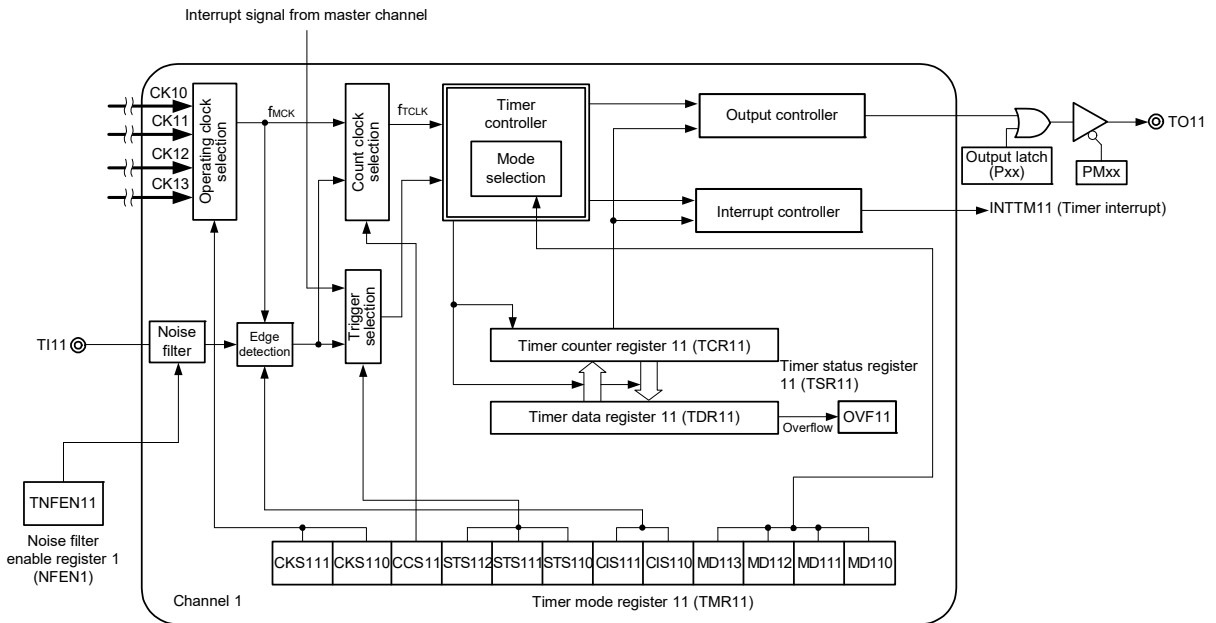 Interrupt signal from master channel
CK10
CK11
CK12
CK13
Operating clock
selection
fMCK
Count clock
selection
fTCLK
Timer
controller
Mode
selection
Output controller
Output latch
(Pxx)
PMxx
TO11
Interrupt controller
INTTM11 (Timer interrupt)
Trigger
selection
TI11
Noise
filter
Edge
detection
Timer counter register 11 (TCR11)
Timer status register
11 (TSR11)
Timer data register 11 (TDR11)
Overflow
OVF11
TNFEN11
Noise filter
enable register 1
(NFEN1)
CKS111 CKS110 CCS11 STS112 STS111 STS110 CIS111 CIS110 MD113 MD112 MD111 MD110
Channel 1
Timer mode register 11 (TMR11)